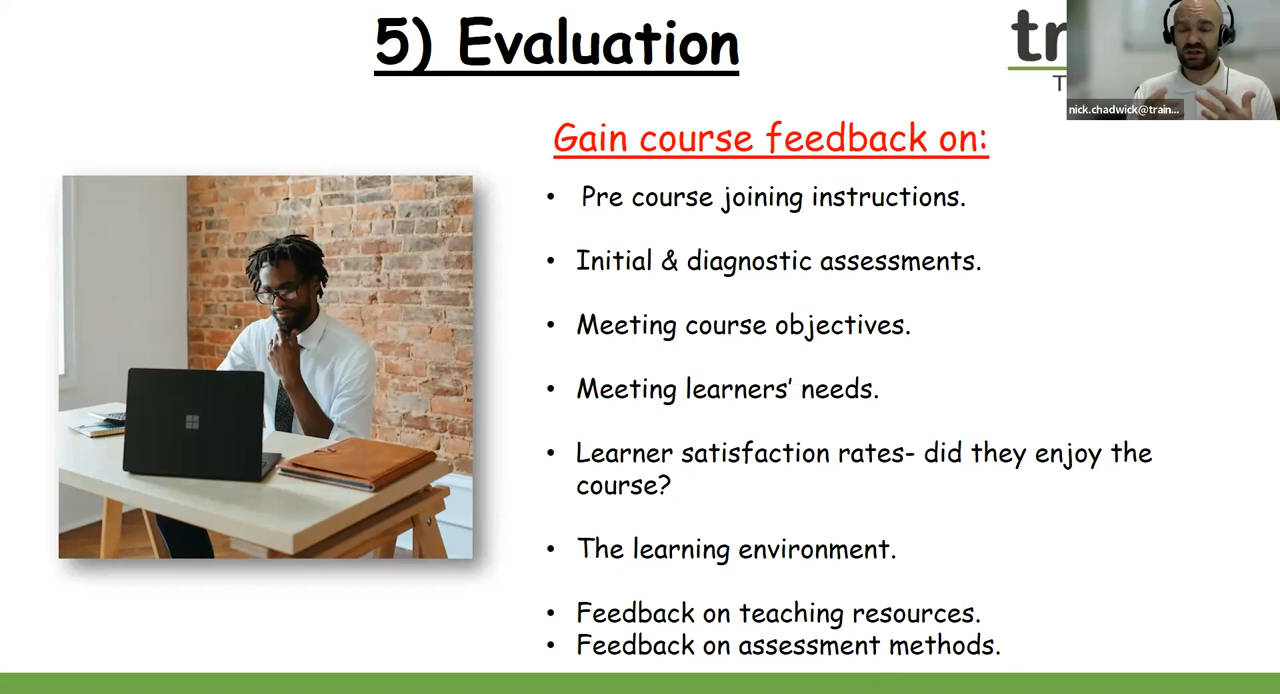 5) Evaluation
nick.chadwick@train...
Gain course feedback on:
• Pre course joining instructions.
• Initial & diagnostic assessments.
• Meeting course objectives.
• Meeting learners’ needs.
• Learner satisfaction rates- did they enjoy the
course?
• The learning environment.
• Feedback on teaching resources.
• Feedback on assessment methods.